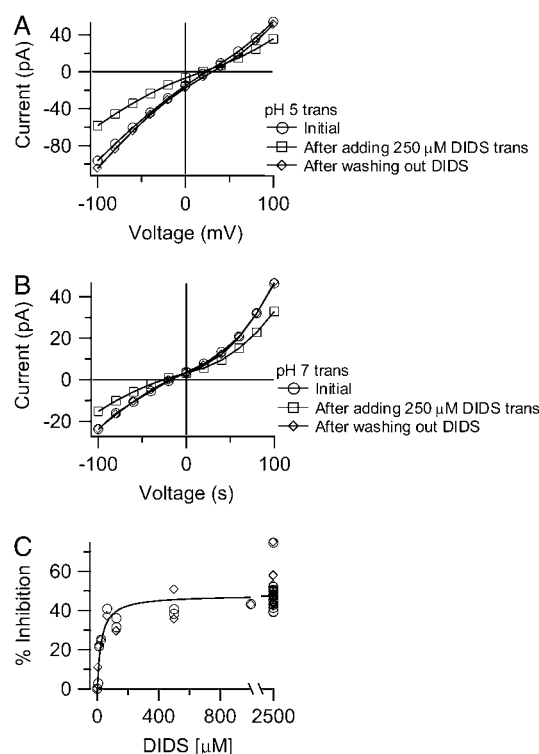 A
40
0
-40
-80
Current (pA)
-100
0
100
Voltage (mV)
pH 5 trans
Initial
After adding 250 µM DIDS trans
After washing out DIDS
B
40
20
0
-20
Current (pA)
-100
0
100
Voltage (s)
pH 7 trans
Initial
After adding 250 µM DIDS trans
After washing out DIDS
C
60
40
20
0
% Inhibition
0
400
800
2500
DIDS [µM]